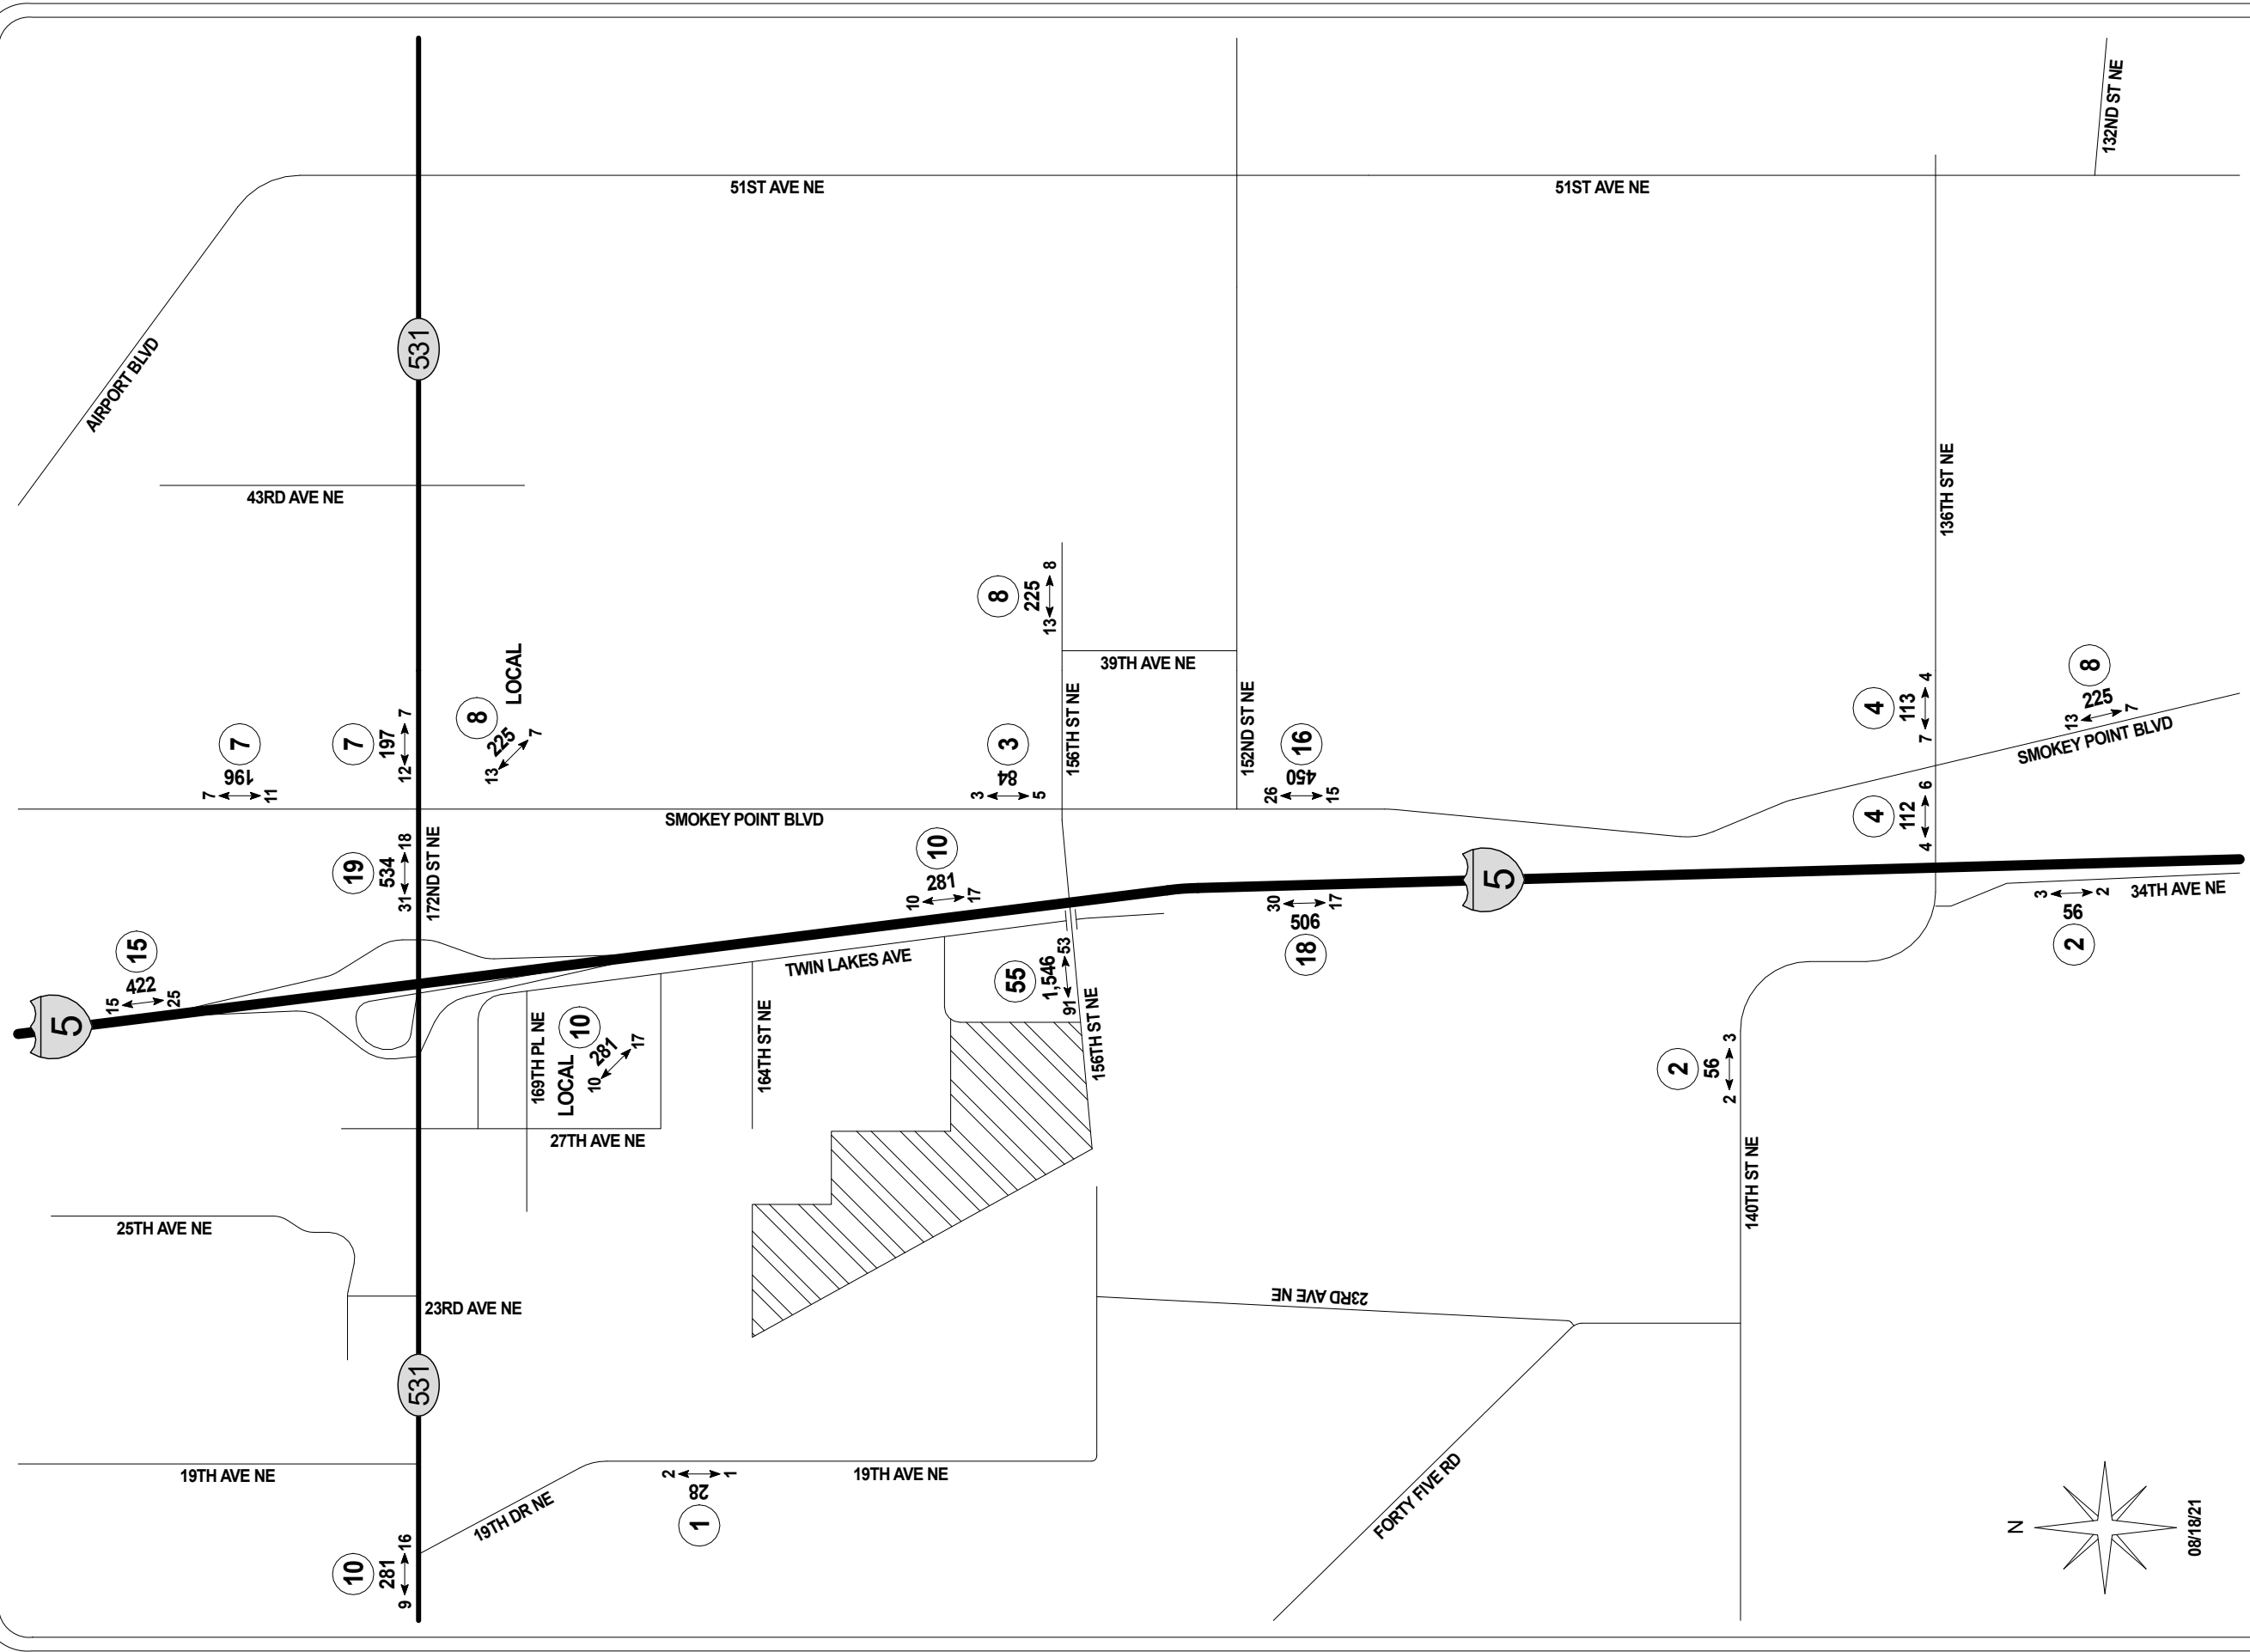 AIRPORT BLVD
51ST AVE NE
51ST AVE NE
132ND ST NE
531
43RD AVE NE
136TH ST NE
8
225
13 8
39TH AVE NE
156TH ST NE
152ND ST NE
7
196
7 11
7
197
12 7
8
225
13 7
LOCAL
3
84
3 5
16
450
26 15
4
113
7 4
8
225
13 7
SMOKEY POINT BLVD
SMOKEY POINT BLVD
4
112
4 6
19
534
31 18
172ND ST NE
10
281
10 17
5
34TH AVE NE
3 2
56
2
30 17
506
18
15
422
15 25
5
TWIN LAKES AVE
55
1,546
91 53
156TH ST NE
169TH PL NE
LOCAL
10
281
10 17
164TH ST NE
27TH AVE NE
2
56
2 3
140TH ST NE
25TH AVE NE
23RD AVE NE
23RD AVE NE
531
19TH AVE NE
19TH DR NE
19TH AVE NE
2 1
28
1
FORTY FIVE RD
10
281
9 16
N
08/18/21